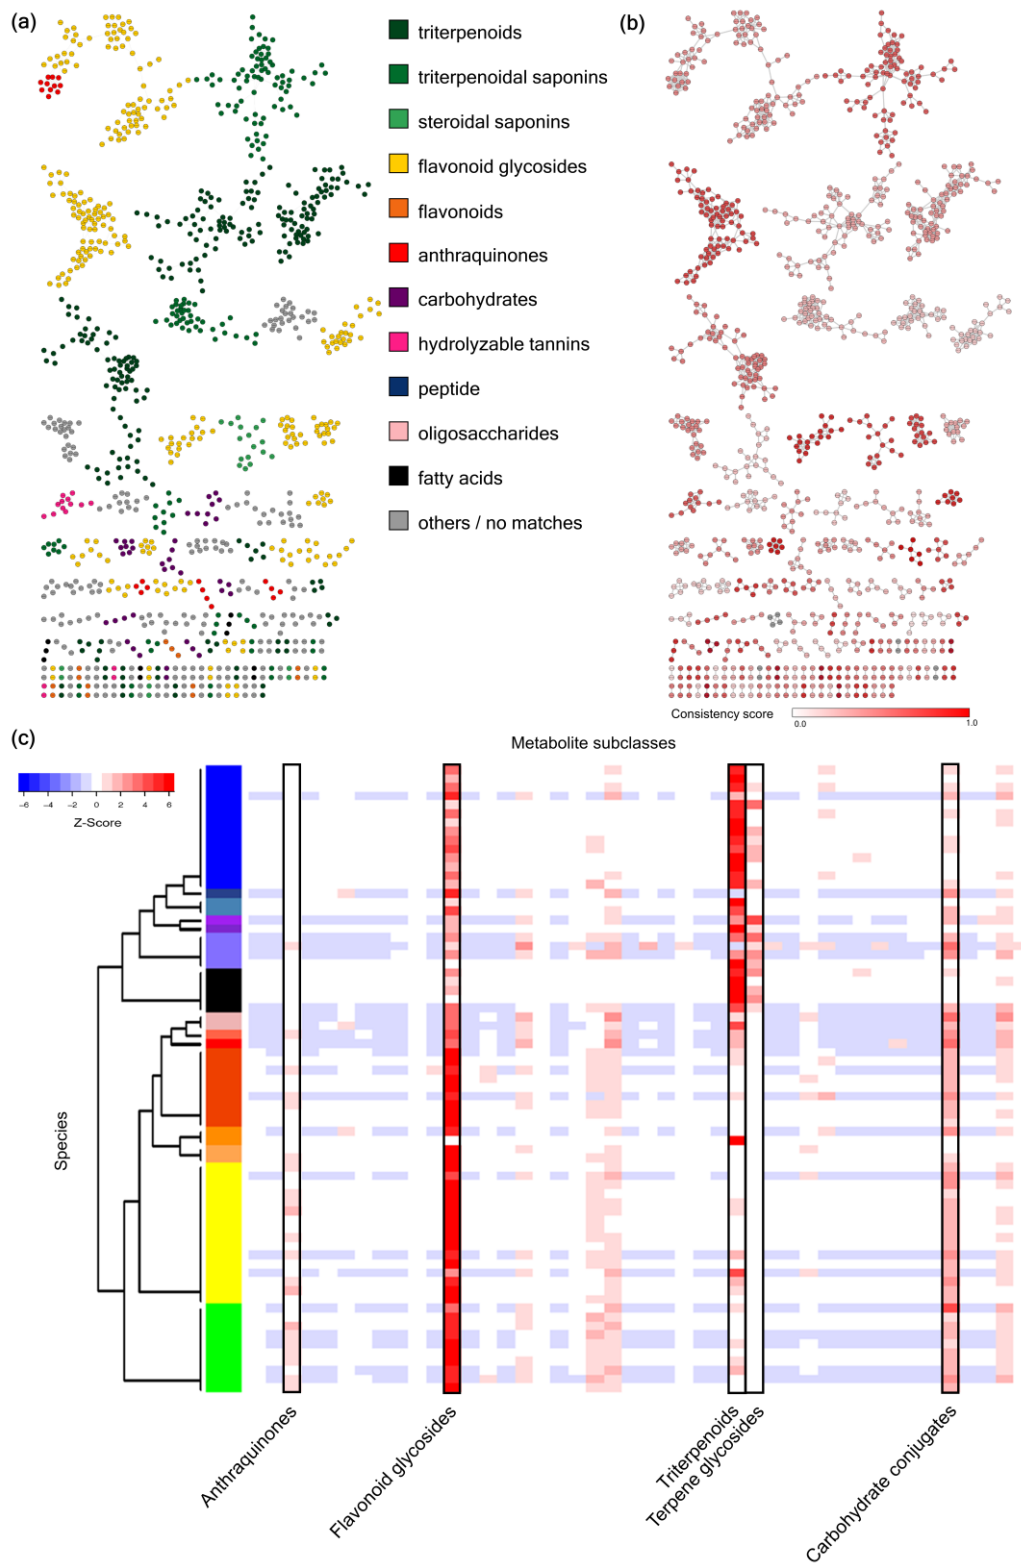 (a)
(b)
triterpenoids
triterpenoidal saponins
steroidal saponins
flavonoid glycosides
flavonoids
anthraquinones
carbohydrates
hydrolyzable tannins
peptide
oligosaccharides
fatty acids
others / no matches
Consistency score
0.0
1.0
(c)
Metabolite subclasses
−6 −4 −2 0 2 4 6
Z-Score
Species
Anthraquinones
Flavonoid glycosides
Triterpenoids
Terpene glycosides
Carbohydrate conjugates